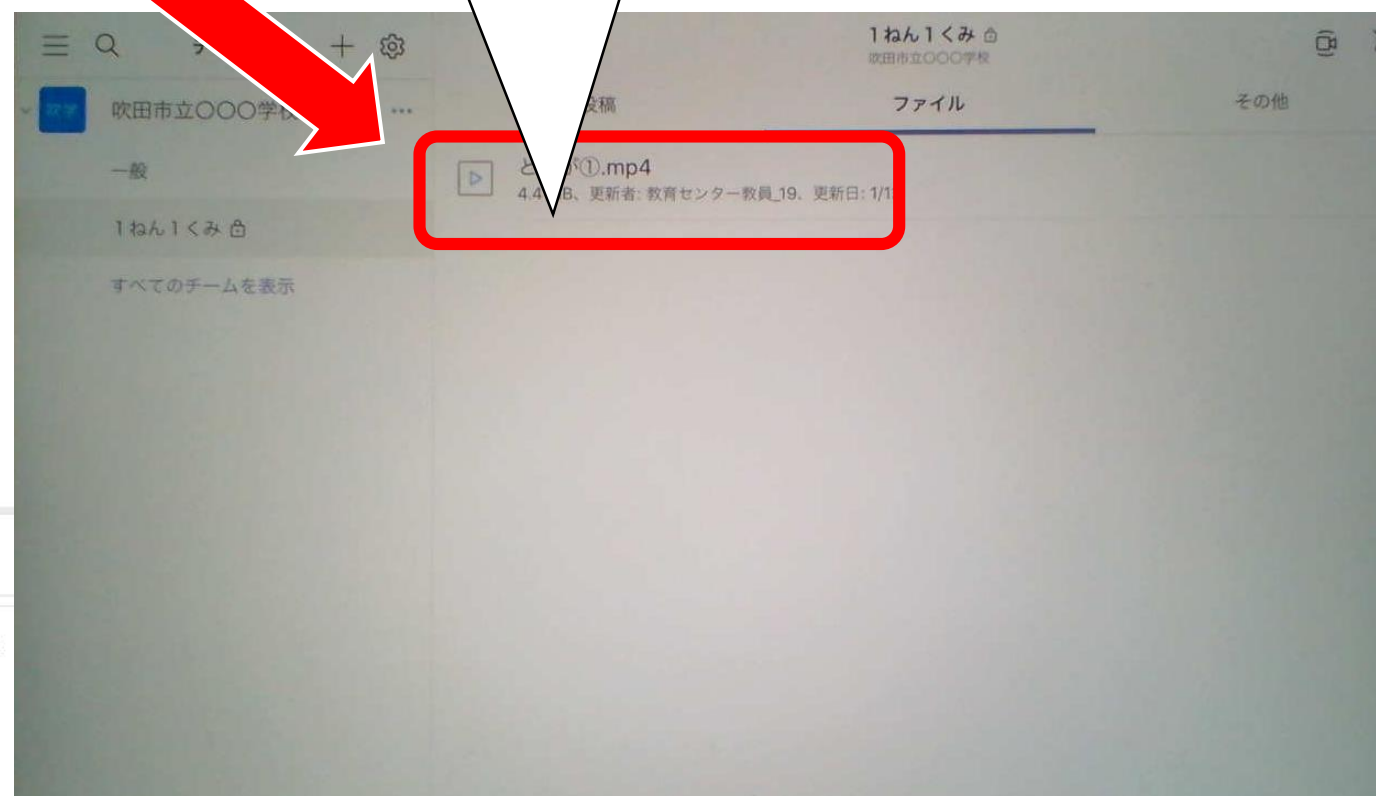 1ねん1くみ
吹田市立〇〇〇学校
吹田市立〇〇〇学
ファイル
その他
一般
.mp4
更新者: 教育センター教員_19、更新日: 1/1
1ねん1くみ
すべてのチームを表示